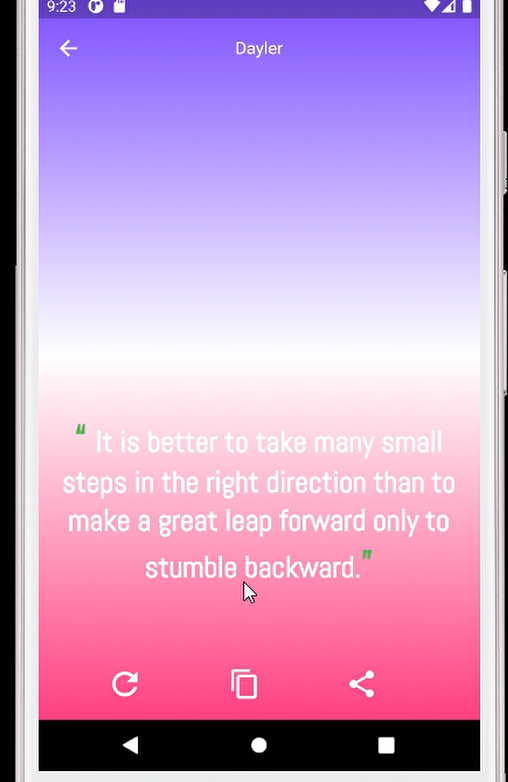 9:23
Dayler
" It is better to take many small
steps in the right direction than to
make a great leap forward only to
stumble backward."